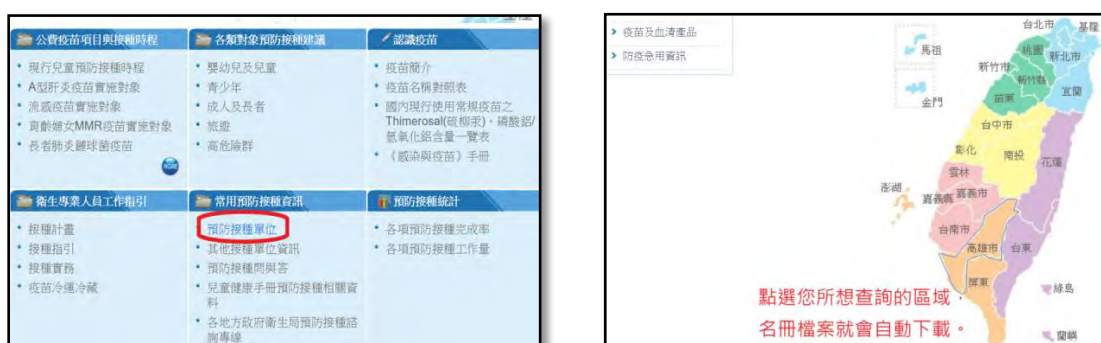 公費疫苗項目與接種時程
現行兒童預防接種時程
A型肝炎疫苗實施對象
流感疫苗實施對象
育齡婦女MMR疫苗實施對象
長者肺炎鏈球菌疫苗
MORE
各類對象預防接種建議
嬰幼兒及兒童
青少年
成人及長者
旅遊
高危險群
認識疫苗
疫苗簡介
疫苗名稱對照表
國內現行使用常規疫苗之
Thimerosal(硫柳汞)、磷酸鋁/
氫氧化鋁含量一覽表
《感染與疫苗》手冊
衛生專業人員工作指引
接種計畫
接種指引
接種實務
疫苗冷運冷藏
常用預防接種資訊
預防接種單位
其他接種單位資訊
預防接種問與答
兒童健康手冊預防接種相關資
料
各地方政府衛生局預防接種諮
詢專線
預防接種統計
各項預防接種完成率
各項預防接種工作量
疫苗及血清產品
防疫急用資訊
台北市
基隆
馬祖
桃園
新北市
新竹市
新竹縣
宜蘭
金門
苗栗
台中市
彰化
南投
花蓮
雲林
澎湖
嘉義縣
嘉義市
台南市
高雄市
台東
屏東
綠島
蘭嶼
點選您所想查詢的區域，
名冊檔案就會自動下載。